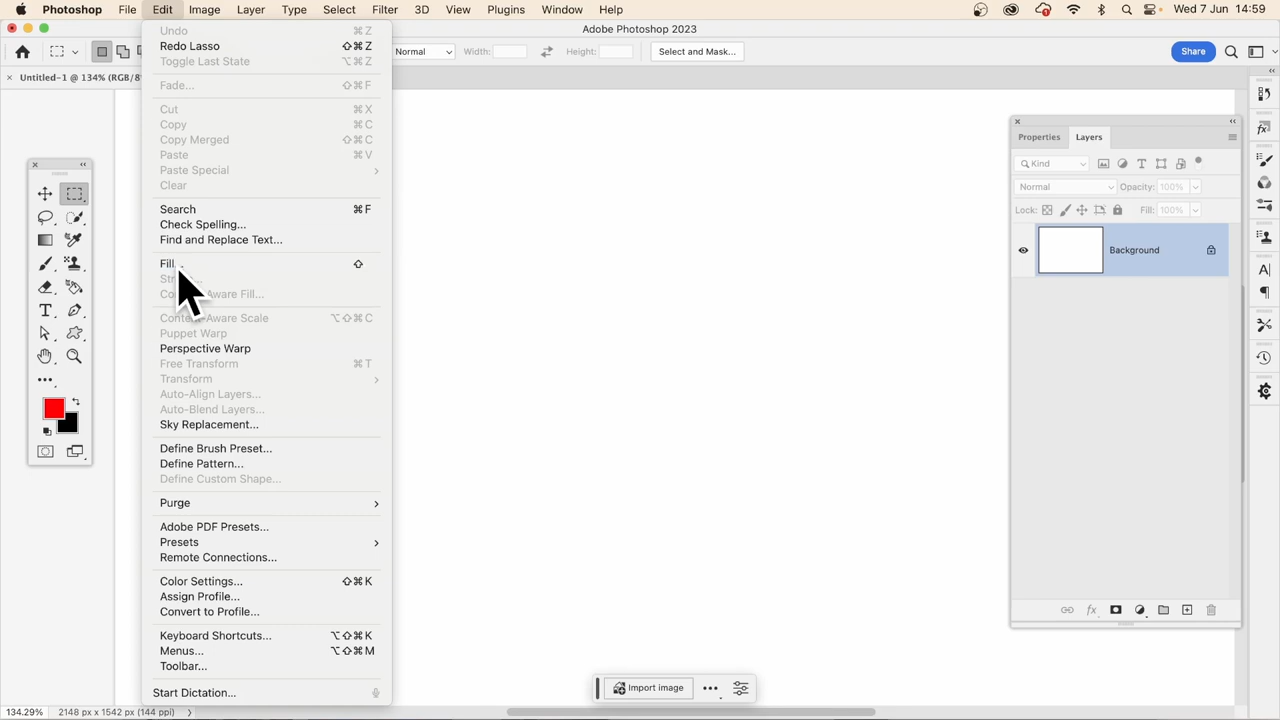 Photoshop File Edit Image Layer Type Select Filter 3D View Plugins Window Help Wed 7 Jun 14:59
Adobe Photoshop 2023
Normal Width: Height: Select and Mask... Share
Untitled-1 @ 134% (RGB/8
Undo ⌘Z
Redo Lasso ⇧⌘Z
Toggle Last State ⌥⌘Z
Fade... ⇧⌘F
Cut ⌘X
Copy ⌘C
Copy Merged ⇧⌘C
Paste ⌘V
Paste Special
Clear
Search ⌘F
Check Spelling...
Find and Replace Text...
Fill... ⇧
Content-Aware Fill...
Content-Aware Scale ⌥⇧⌘C
Puppet Warp
Perspective Warp
Free Transform ⌘T
Transform
Auto-Align Layers...
Auto-Blend Layers...
Sky Replacement...
Define Brush Preset...
Define Pattern...
Define Custom Shape...
Purge
Adobe PDF Presets...
Presets
Remote Connections...
Color Settings... ⇧⌘K
Assign Profile...
Convert to Profile...
Keyboard Shortcuts... ⌥⇧⌘K
Menus... ⌥⇧⌘M
Toolbar...
Start Dictation...
Properties Layers
Kind
Normal Opacity: 100%
Lock: Fill: 100%
Background
Import image
134.29% 2148 px x 1542 px (144 ppi)